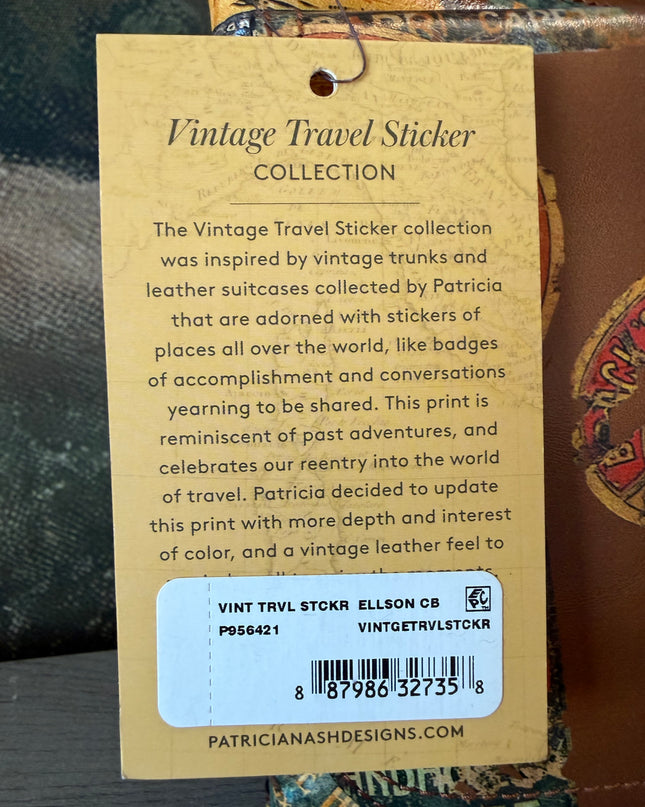 Vintage Travel Sticker
COLLECTION
The Vintage Travel Sticker collection
was inspired by vintage trunks and
leather suitcases collected by Patricia
that are adorned with stickers of
places all over the world, like badges
of accomplishment and conversations
yearning to be shared. This print is
reminiscent of past adventures, and
celebrates our reentry into the world
of travel. Patricia decided to update
this print with more depth and interest
of color, and a vintage leather feel to
VINT TRVL STCKR ELLSON CB
P956421 VINTGETRVLSTCKR
8 87986 32735 8
PATRICIANASHDESIGNS.COM